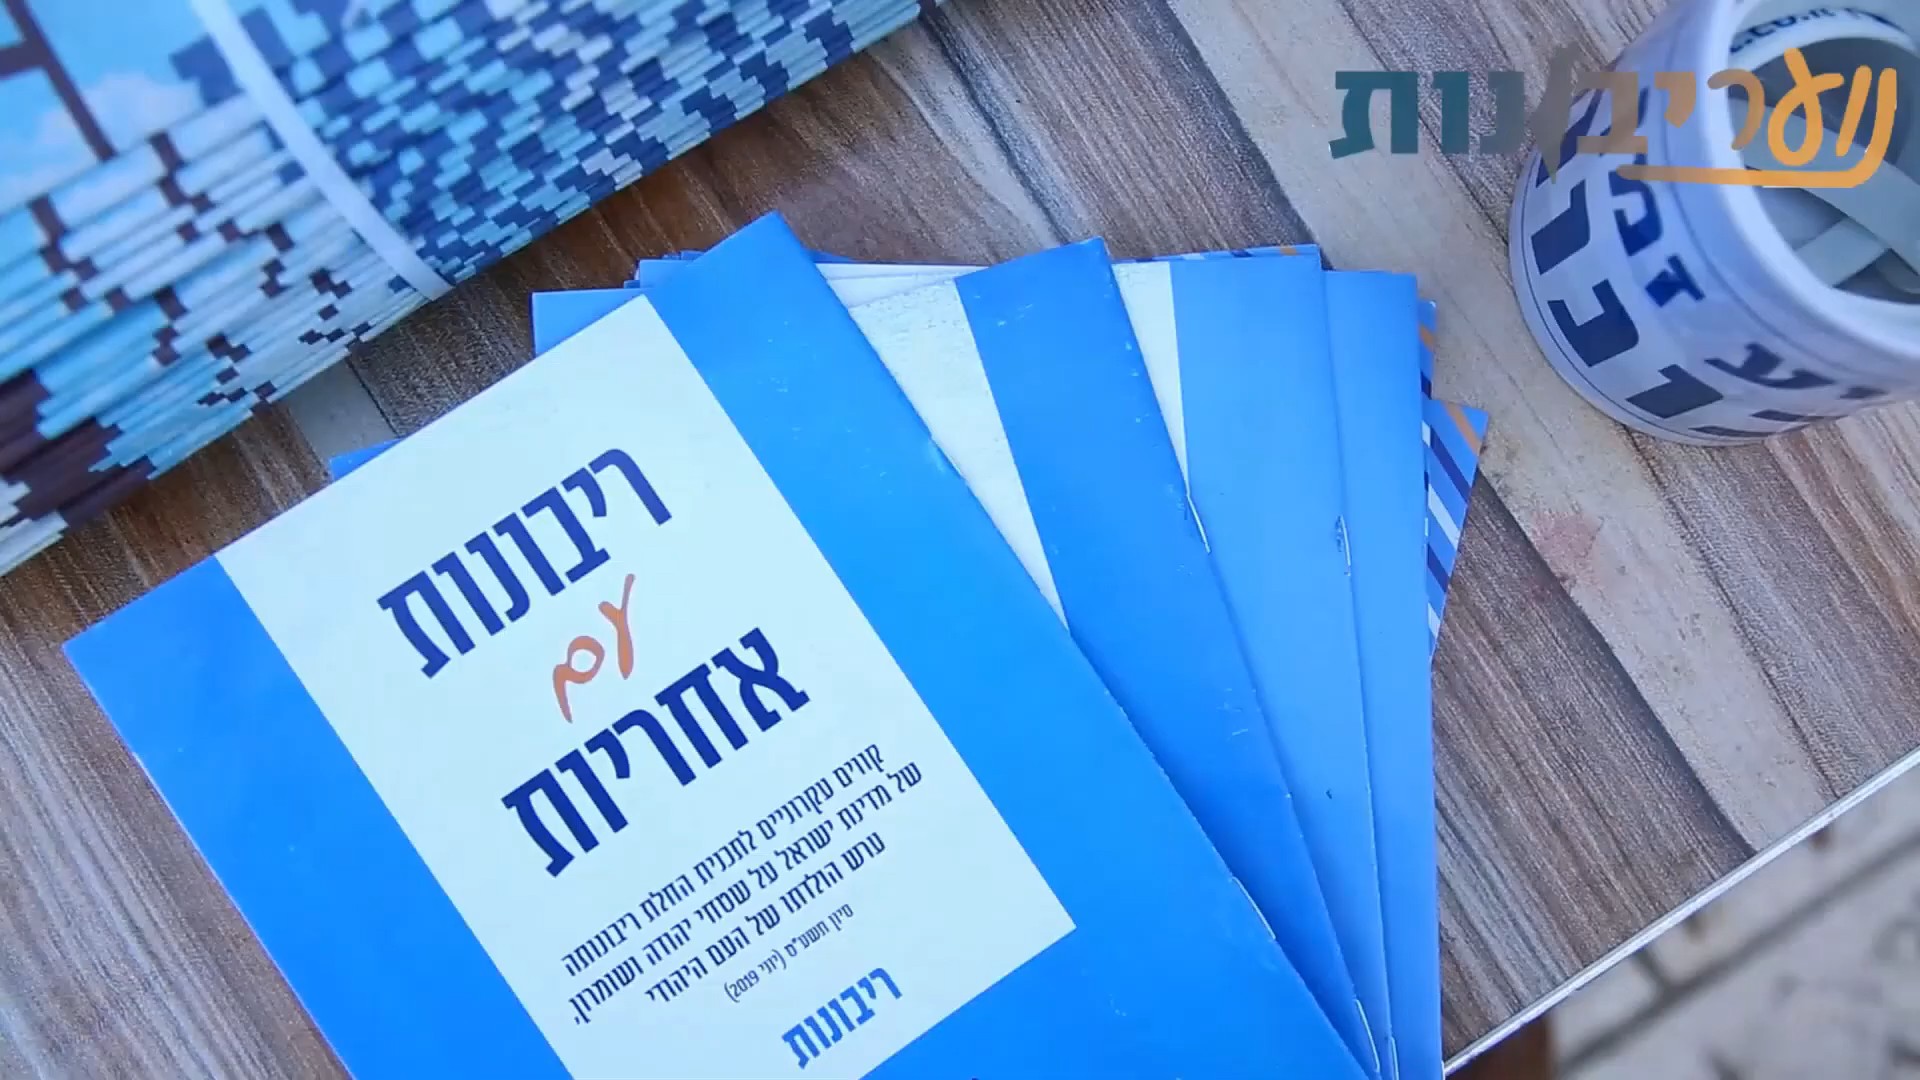 נוער ריבונות
ריבונות
עם
אחריות
קווים עקרוניים לתכנית החלת ריבונותה
של מדינת ישראל על שטחי יהודה ושומרון,
ערש הולדתו של העם היהודי
סיון תשע"ט (יוני 2019)
ריבונות